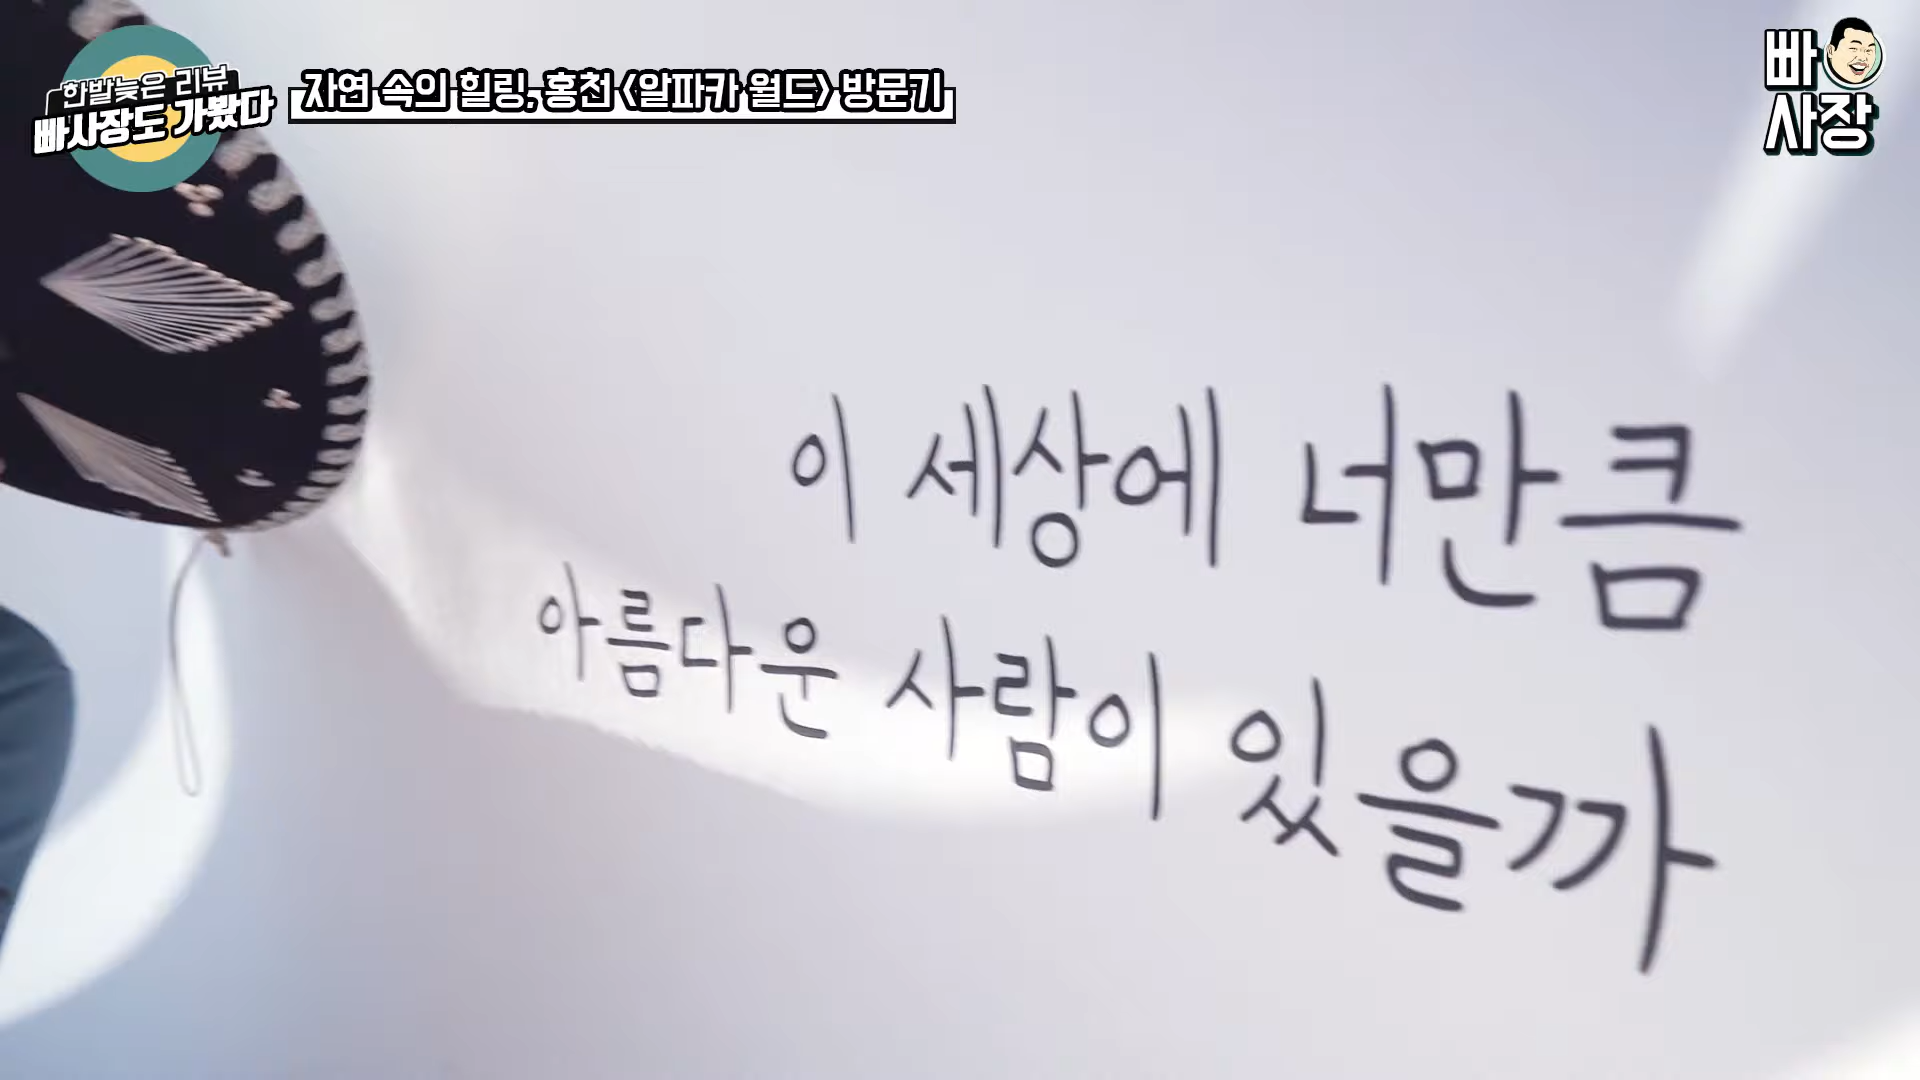 한발늦은 리뷰
빠사장도 가봤다
자연 속의 힐링, 홍천 <알파카 월드> 방문기
빠
사장
이 세상에 너만큼
아름다운 사람이 있을까